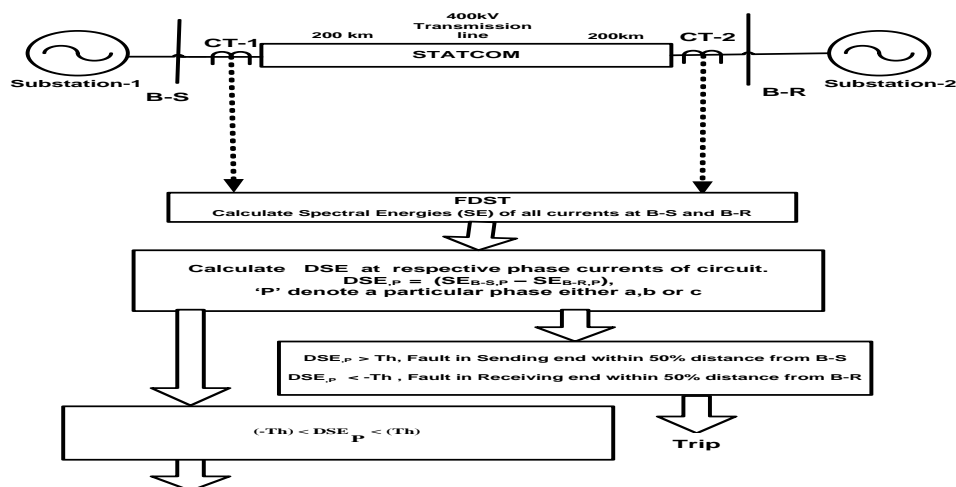 400kV
Transmission
line
200 km
200km
CT-1
CT-2
STATCOM
Substation-1
Substation-2
B-S
B-R
FDST
Calculate Spectral Energies (SE) of all currents at B-S and B-R
Calculate DSE at respective phase currents of circuit.
DSE,P = (SEB-S,P – SEB-R,P),
‘P’ denote a particular phase either a,b or c
DSE,P > Th, Fault in Sending end within 50% distance from B-S
DSE,P < -Th , Fault in Receiving end within 50% distance from B-R
(-Th) < DSE P < (Th)
Trip